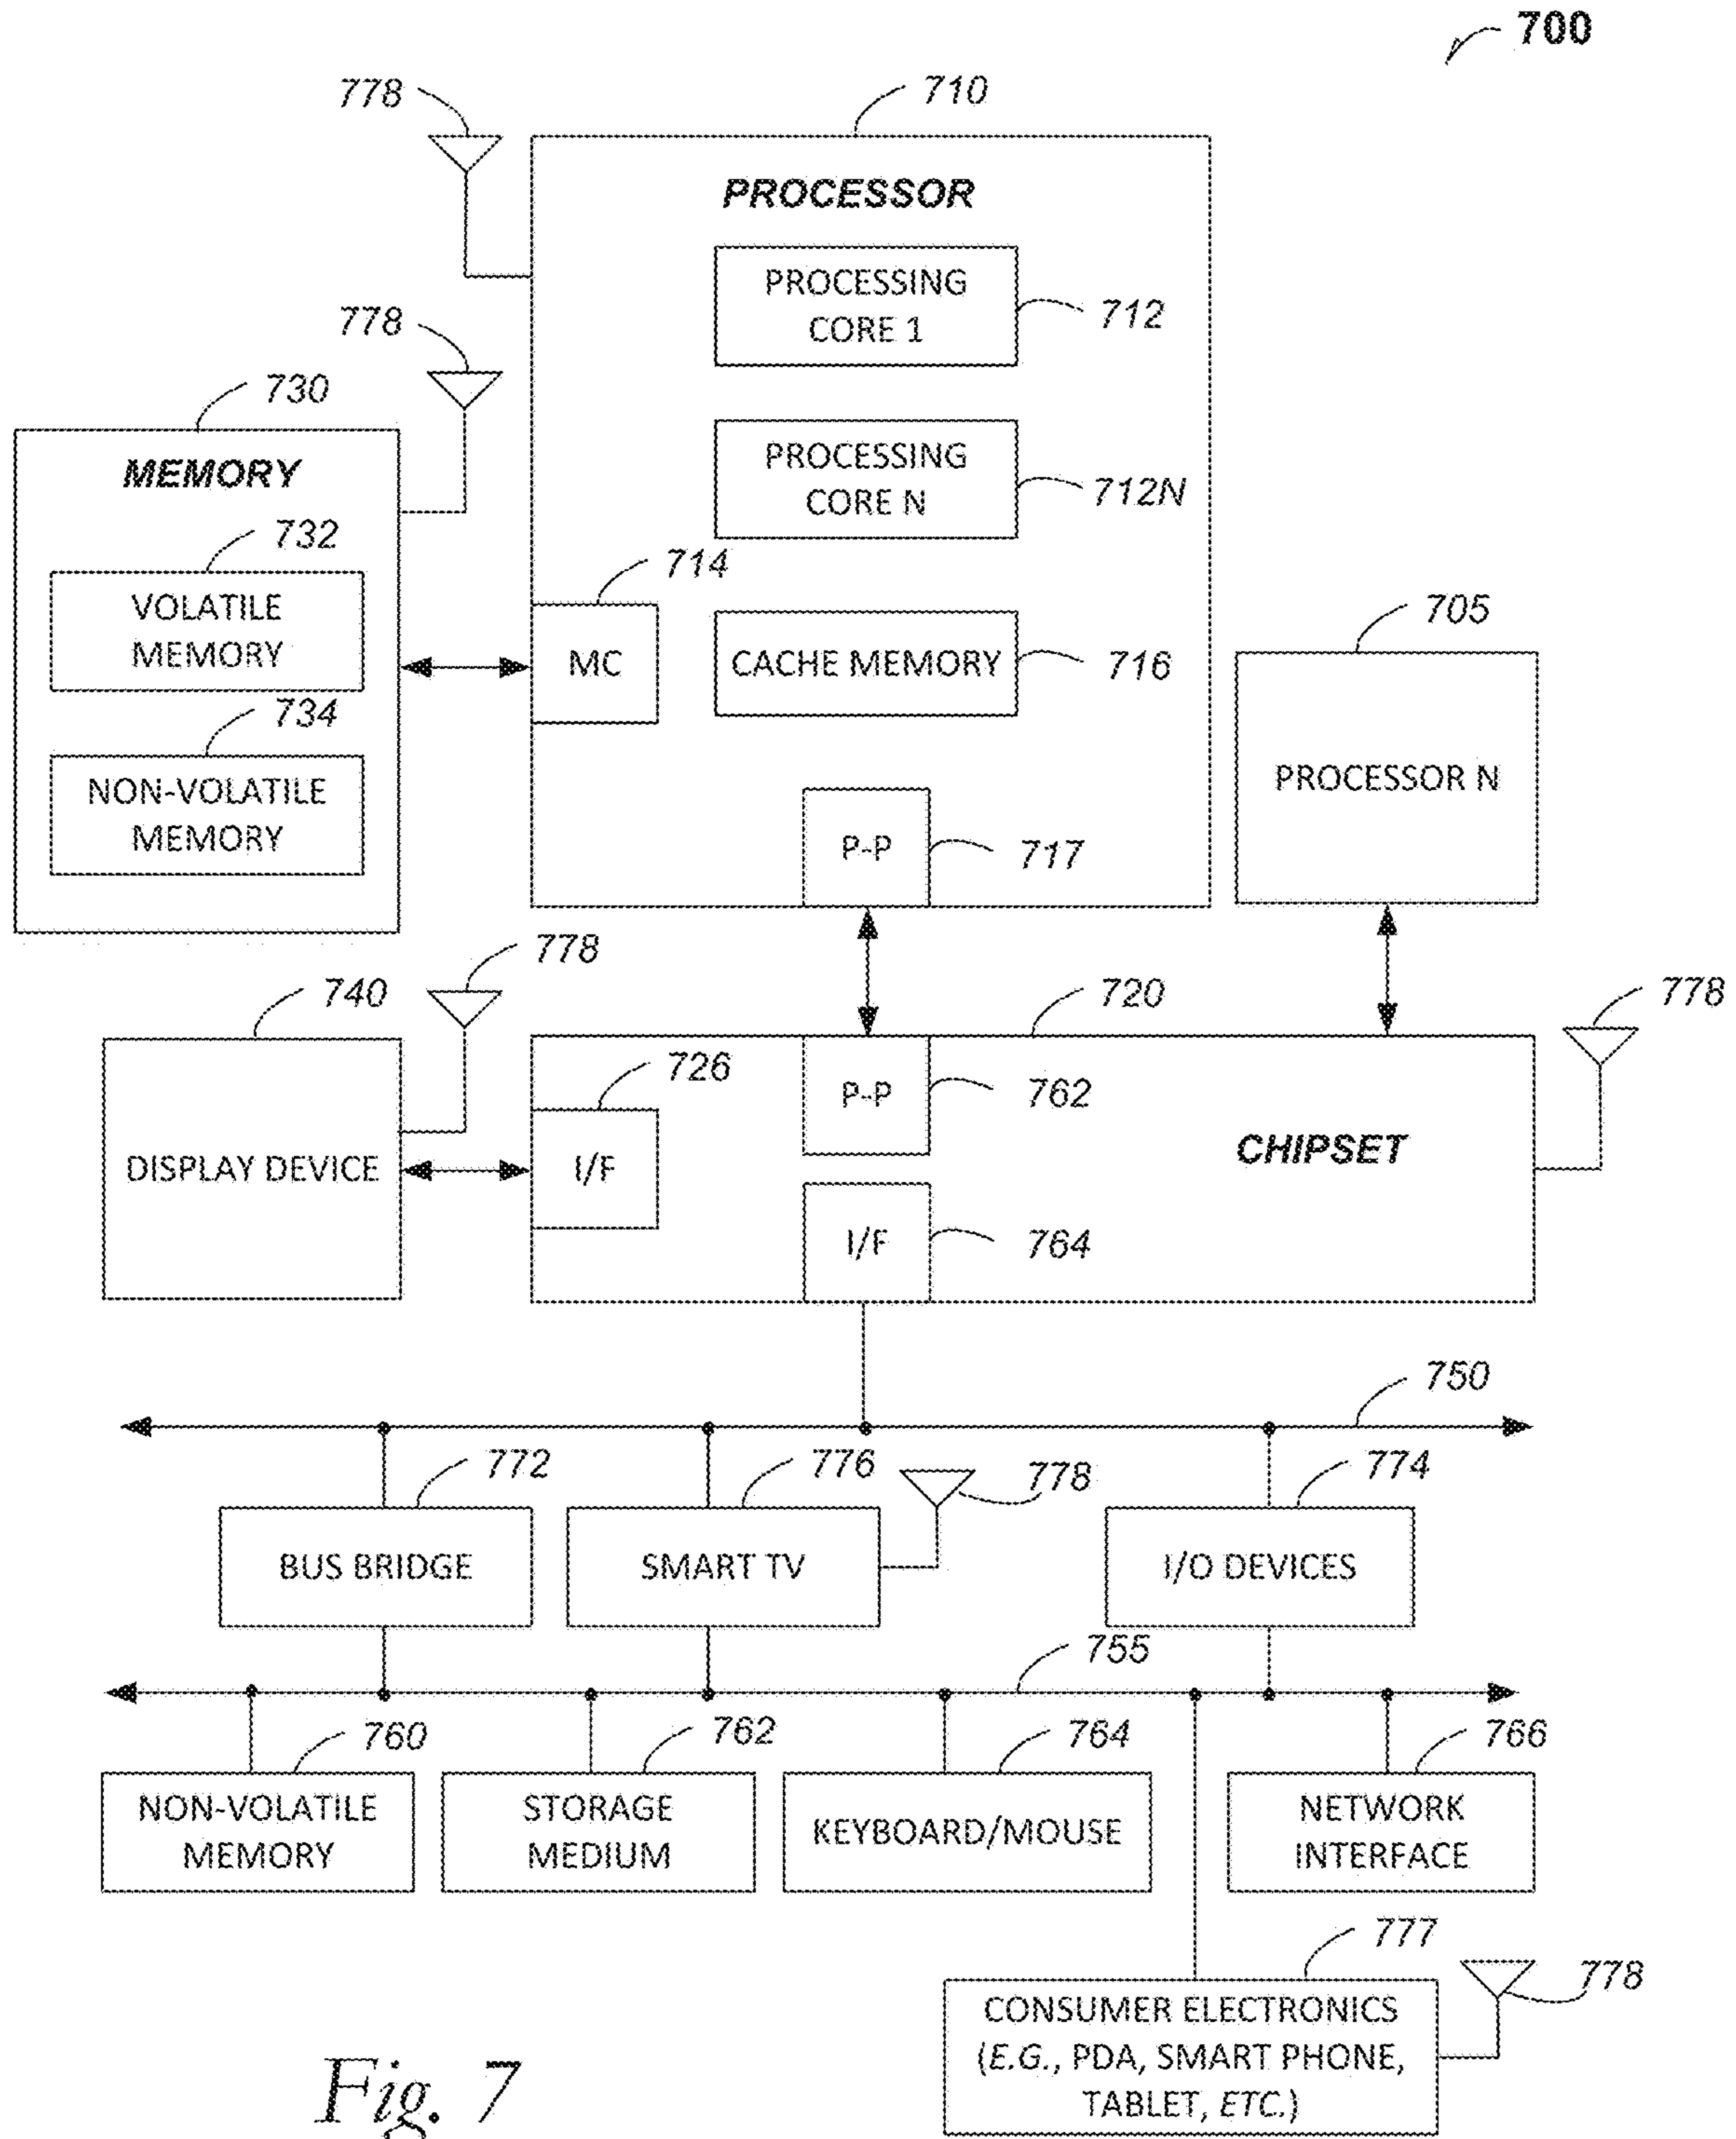 700
778
710
PROCESSOR
PROCESSING
CORE 1
712
778
730
MEMORY
PROCESSING
CORE N
712N
732
VOLATILE
MEMORY
714
MC
CACHE MEMORY
716
705
PROCESSOR N
734
NON-VOLATILE
MEMORY
P-P
717
778
740
DISPLAY DEVICE
720
778
726
I/F
P-P
762
CHIPSET
I/F
764
750
772
BUS BRIDGE
776
SMART TV
778
774
I/O DEVICES
755
760
NON-VOLATILE
MEMORY
762
STORAGE
MEDIUM
764
KEYBOARD/MOUSE
766
NETWORK
INTERFACE
777
CONSUMER ELECTRONICS
(E.G., PDA, SMART PHONE,
TABLET, ETC.)
778
Fig. 7